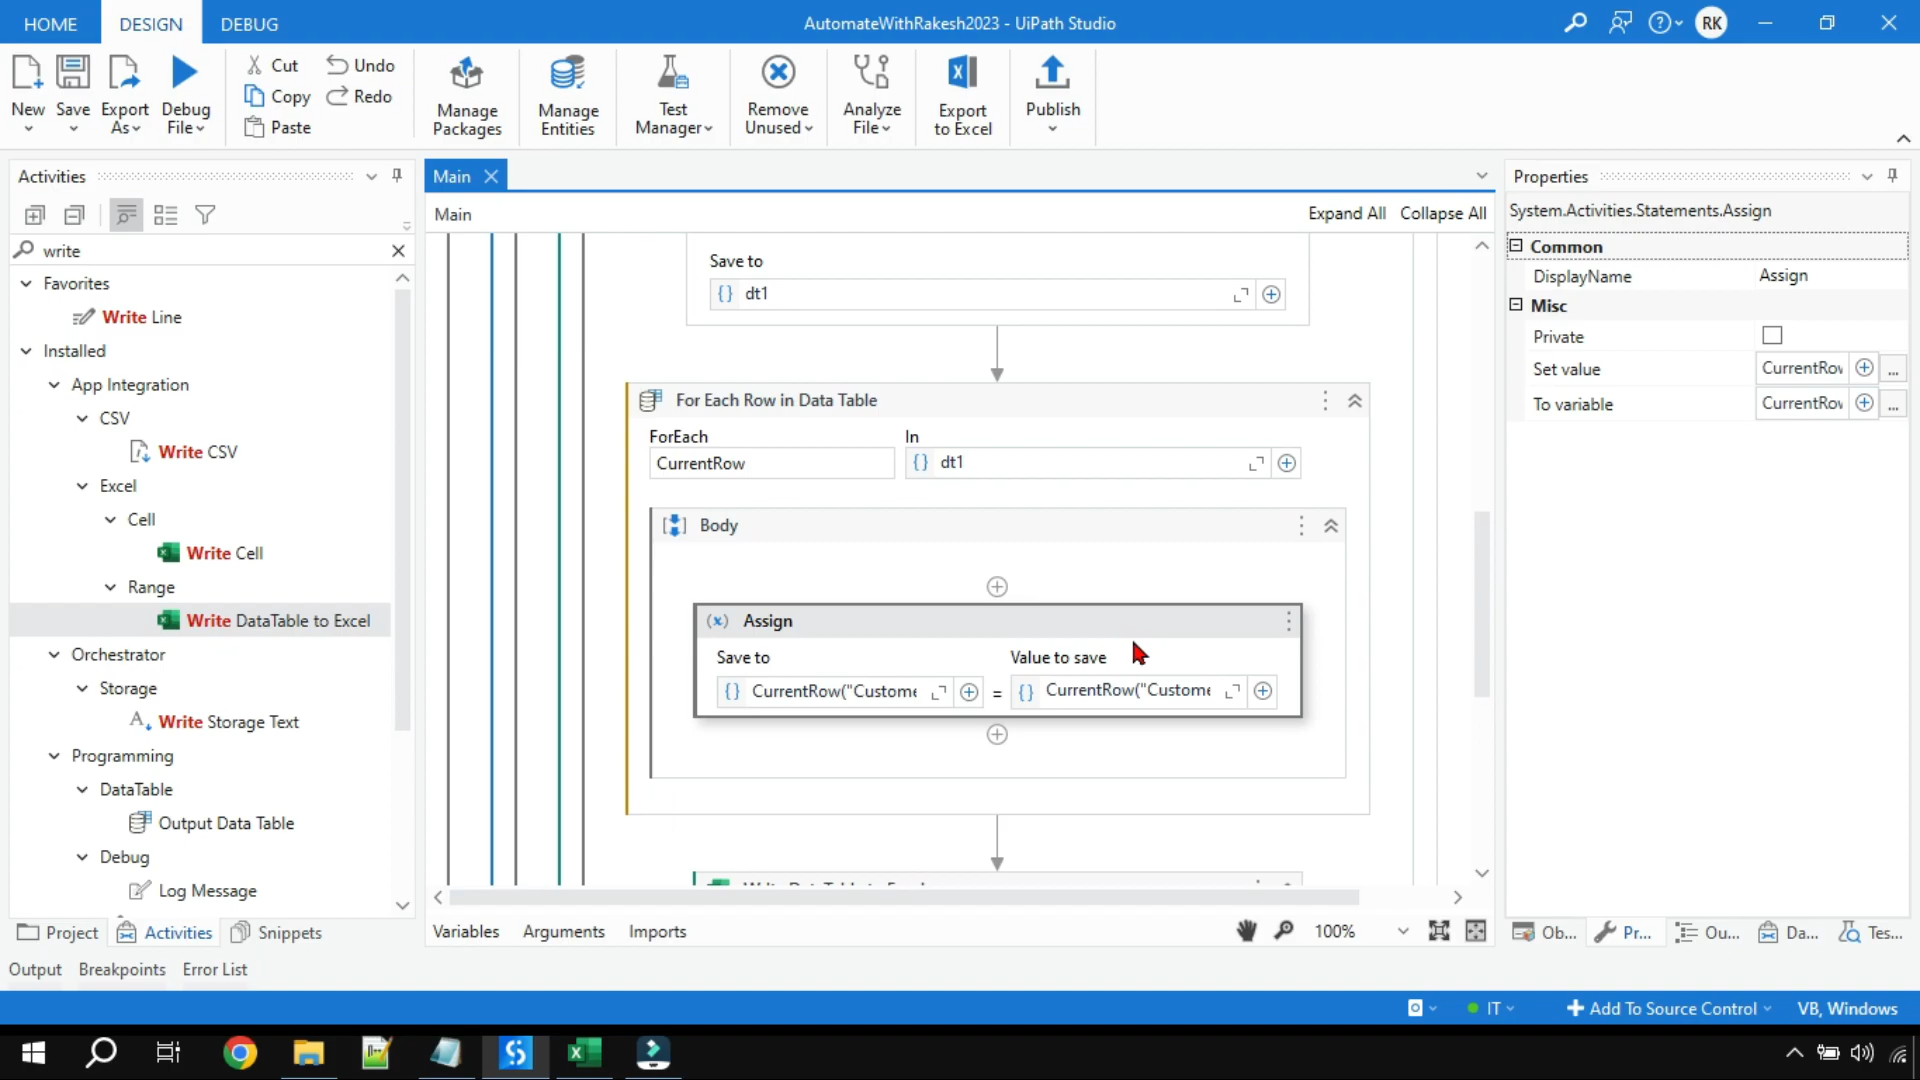 HOME DESIGN DEBUG AutomateWithRakesh2023 - UiPath Studio RK
New Save Export As Debug File
Cut Undo
Copy Redo
Paste
Manage Packages
Manage Entities
Test Manager
Remove Unused
Analyze File
Export to Excel
Publish
Activities
write
Favorites
Write Line
Installed
App Integration
CSV
Write CSV
Excel
Cell
Write Cell
Range
Write DataTable to Excel
Orchestrator
Storage
Write Storage Text
Programming
DataTable
Output Data Table
Debug
Log Message
Project Activities Snippets
Main
Main Expand All Collapse All
Save to
dt1
For Each Row in Data Table
ForEach In
CurrentRow dt1
Body
Assign
Save to Value to save
CurrentRow("Custome = CurrentRow("Custome
Variables Arguments Imports 100%
Properties
System.Activities.Statements.Assign
Common
DisplayName Assign
Misc
Private
Set value CurrentRov ...
To variable CurrentRov ...
Ob... Pr... Ou... Da... Tes...
Output Breakpoints Error List
IT Add To Source Control VB, Windows